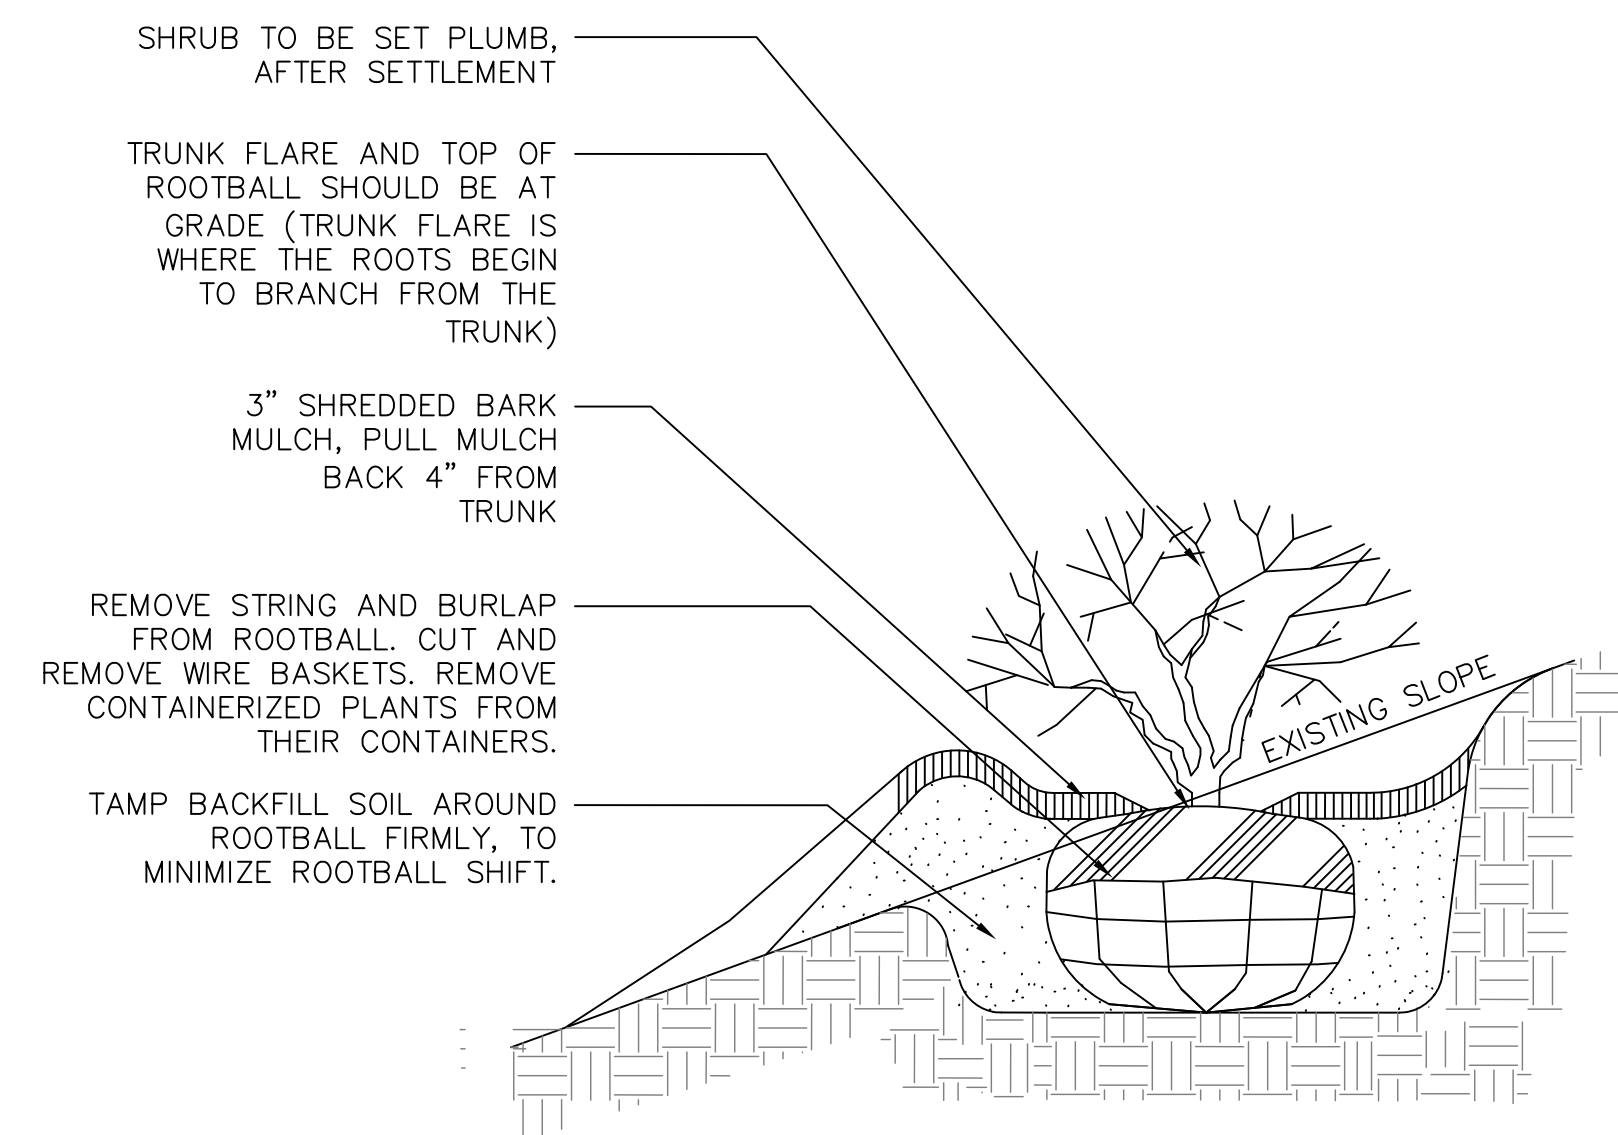 SHRUB TO BE SET PLUMB,
AFTER SETTLEMENT
TRUNK FLARE AND TOP OF
ROOTBALL SHOULD BE AT
GRADE (TRUNK FLARE IS
WHERE THE ROOTS BEGIN
TO BRANCH FROM THE
TRUNK)
3” SHREDDED BARK
MULCH, PULL MULCH
BACK 4” FROM
TRUNK
REMOVE STRING AND BURLAP
FROM ROOTBALL. CUT AND
REMOVE WIRE BASKETS. REMOVE
CONTAINERIZED PLANTS FROM
THEIR CONTAINERS.
TAMP BACKFILL SOIL AROUND
ROOTBALL FIRMLY, TO
MINIMIZE ROOTBALL SHIFT.
EXISTING SLOPE